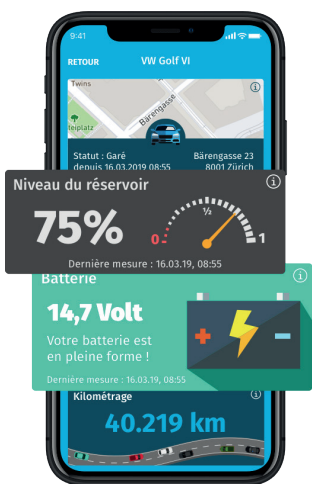 9:41
RETOUR VW Golf VI
Twins
Bärengasse
teiplatz
Statut : Garé Bärengasse 23
depuis 16.03.2019 08:55 8001 Zürich
Niveau du réservoir
75%
0 ½ 1
Dernière mesure : 16.03.19, 08:55
Batterie
14,7 Volt
Votre batterie est
en pleine forme !
Dernière mesure : 16.03.19, 08:55
Kilométrage
40.219 km